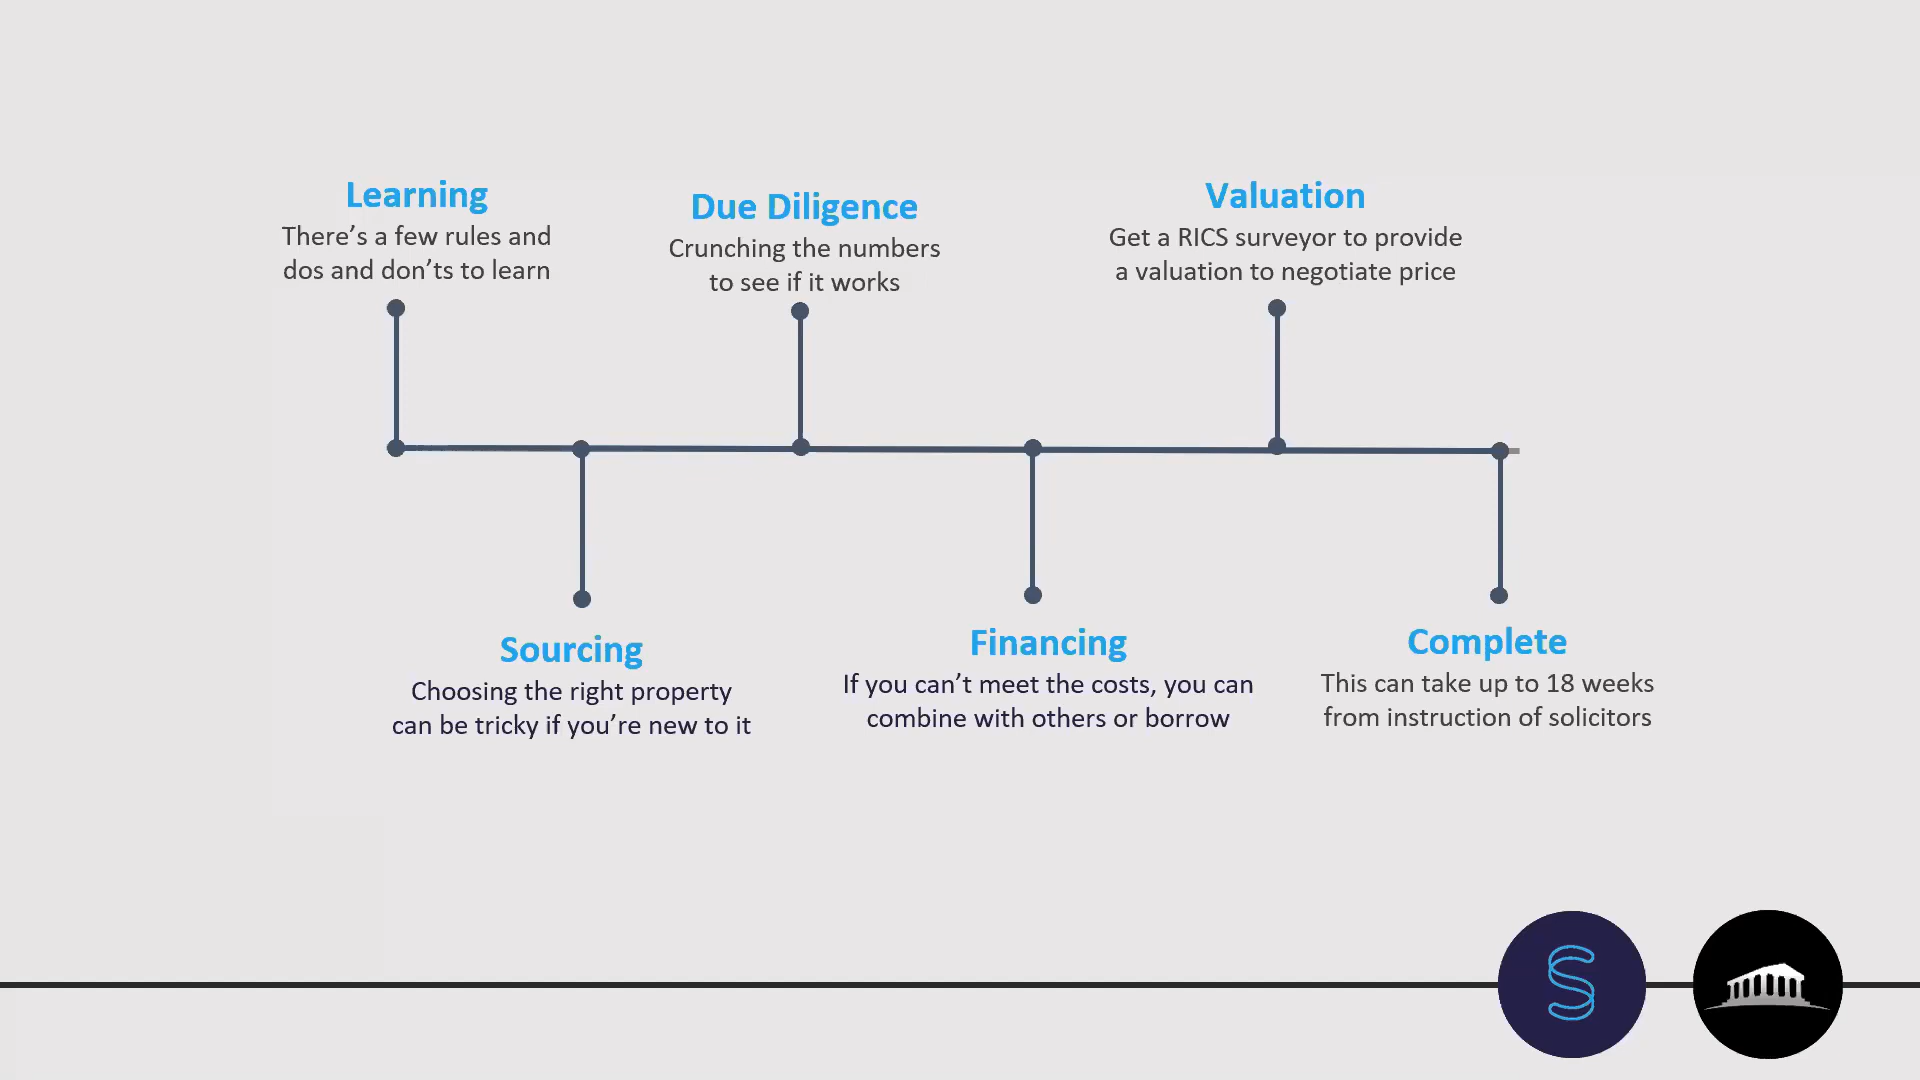 Learning
There’s a few rules and
dos and don’ts to learn
Due Diligence
Crunching the numbers
to see if it works
Valuation
Get a RICS surveyor to provide
a valuation to negotiate price
Sourcing
Choosing the right property
can be tricky if you’re new to it
Financing
If you can’t meet the costs, you can
combine with others or borrow
Complete
This can take up to 18 weeks
from instruction of solicitors
S